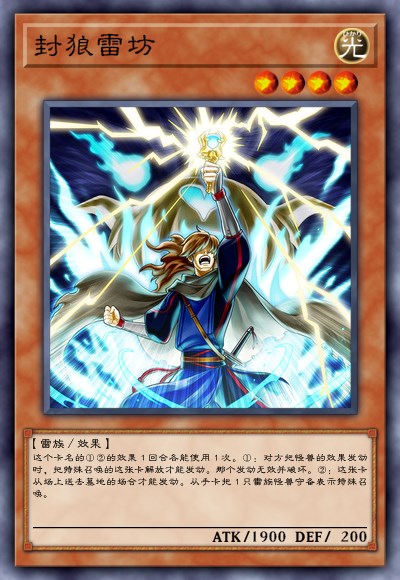 封狼雷坊
光
【雷族/效果】
这个卡名的①②的效果1回合各能使用1次。①：对方把怪兽的效果发动
时，把特殊召唤的这张卡解放才能发动。那个发动无效并破坏。②：这张卡
从场上送去墓地的场合才能发动。从手卡把1只雷族怪兽守备表示特殊召
唤。
ATK/1900 DEF/ 200